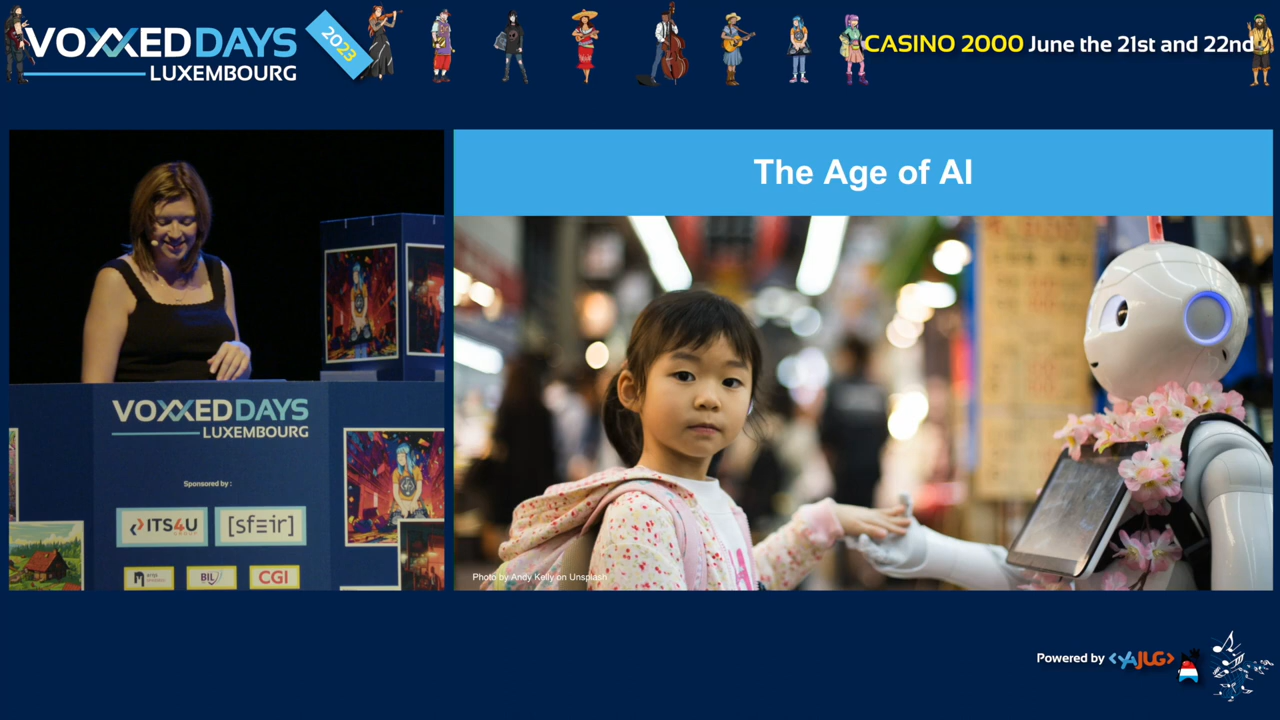 VOXXED DAYS
LUXEMBOURG
2023
CASINO 2000 June the 21st and 22nd
The Age of AI
VOXXED DAYS
LUXEMBOURG
Sponsored by :
ITS4U
GROUP
[sfeir]
BIL
CGI
Photo by Andy Kelly on Unsplash
Powered by <YAJUG>